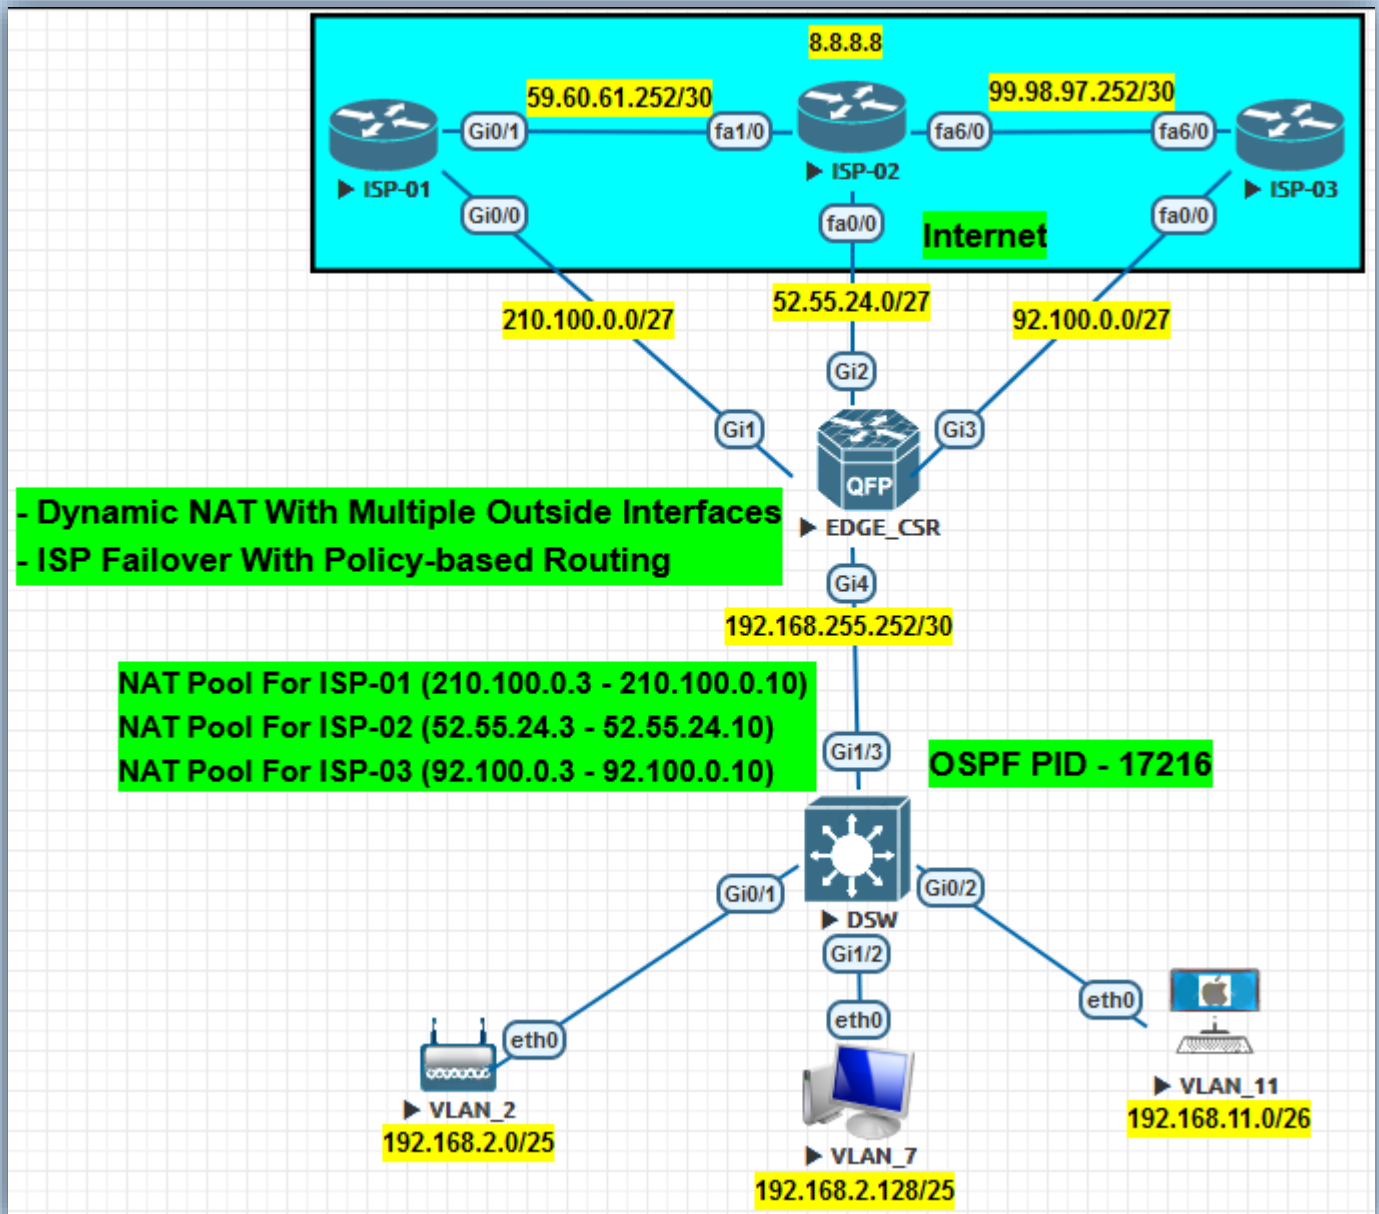 8.8.8.8
59.60.61.252/30
99.98.97.252/30
Gi0/1
fa1/0
fa6/0
fa6/0
ISP-01
ISP-02
ISP-03
Gi0/0
fa0/0
fa0/0
Internet
210.100.0.0/27
52.55.24.0/27
92.100.0.0/27
Gi2
Gi1
Gi3
QFP
EDGE_CSR
- Dynamic NAT With Multiple Outside Interfaces
- ISP Failover With Policy-based Routing
Gi4
192.168.255.252/30
NAT Pool For ISP-01 (210.100.0.3 - 210.100.0.10)
NAT Pool For ISP-02 (52.55.24.3 - 52.55.24.10)
NAT Pool For ISP-03 (92.100.0.3 - 92.100.0.10)
Gi1/3
OSPF PID - 17216
Gi0/1
Gi0/2
DSW
Gi1/2
eth0
eth0
eth0
VLAN_2
192.168.2.0/25
VLAN_7
192.168.2.128/25
VLAN_11
192.168.11.0/26